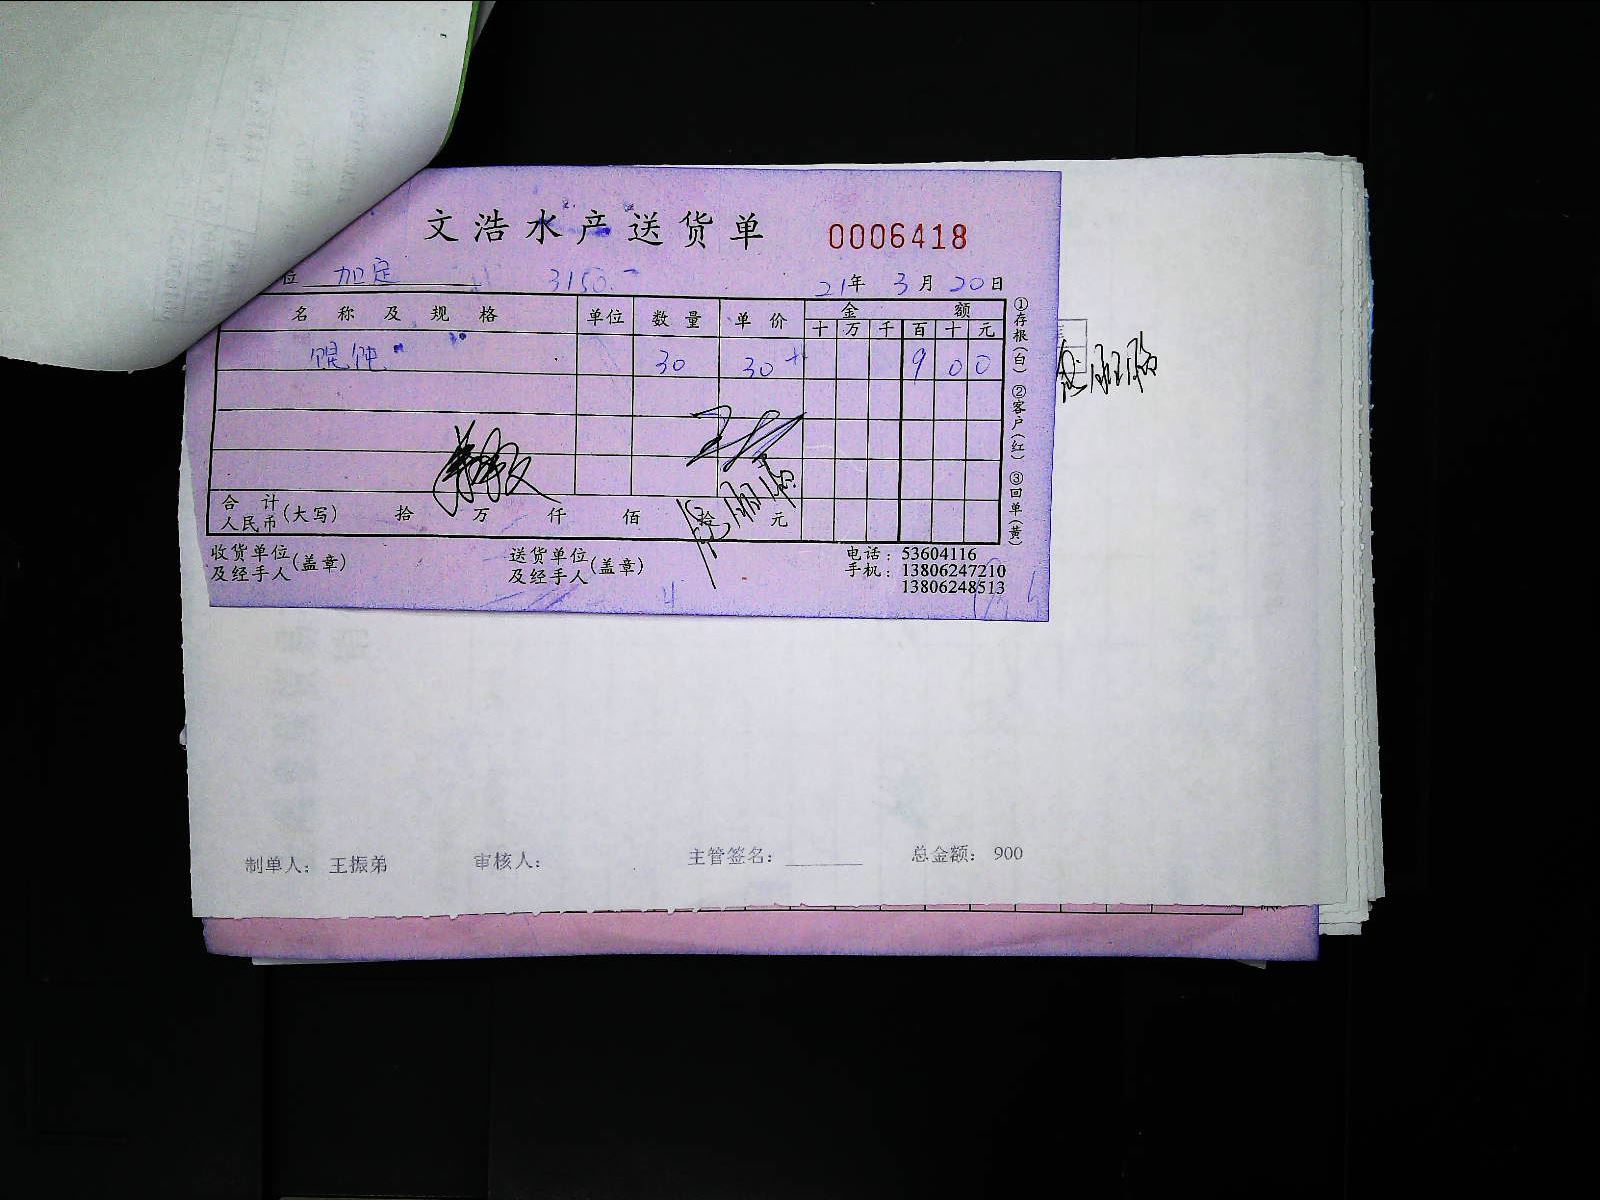 文浩水产送货单 0006418
位 加定 3150.- 21年3月20日
名称及规格 单位 数量 单价 金额
十 万 千 百 十 元
馄饨 30 30 9 0 0
合计
人民币(大写) 拾 万 仟 佰 拾 元
收货单位
及经手人(盖章)
送货单位
及经手人(盖章)
电话:53604116
手机:13806247210
13806248513
①存根(白) ②客户(红) ③回单(黄)
制单人: 王振弟 审核人: 主管签名: 总金额: 900